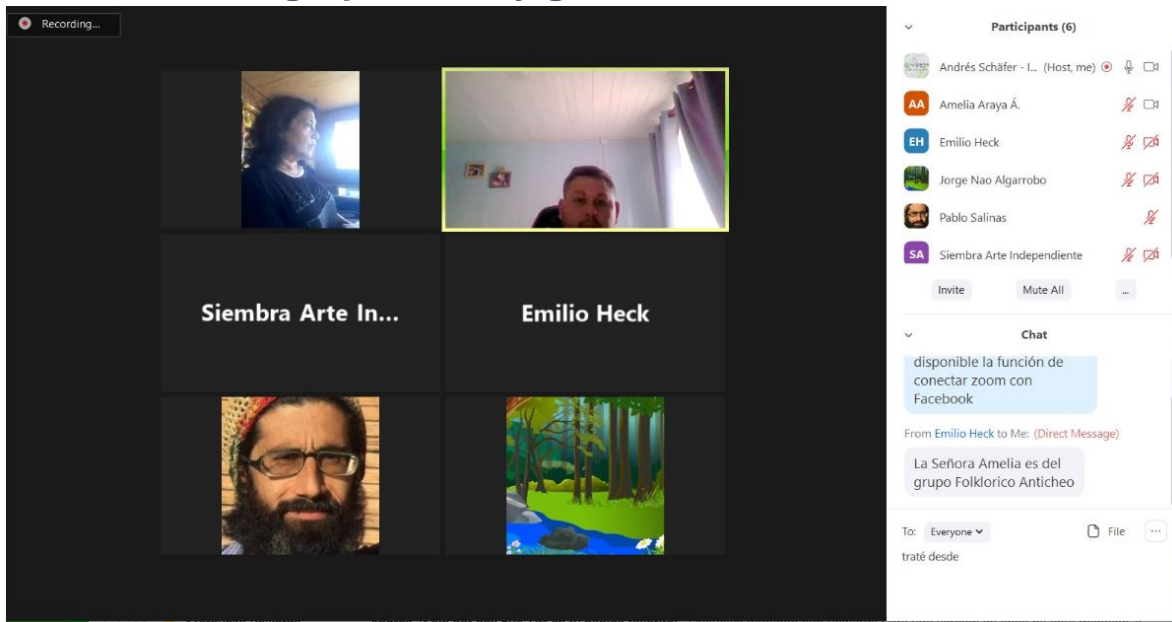 Recording...
Siembra Arte In...
Emilio Heck
Participants (6)
Andrés Schäfer - I... (Host, me)
AA Amelia Araya Á.
EH Emilio Heck
Jorge Nao Algarrobo
Pablo Salinas
SA Siembra Arte Independiente
Invite Mute All ...
Chat
disponible la función de
conectar zoom con
Facebook
From Emilio Heck to Me: (Direct Message)
La Señora Amelia es del
grupo Folklorico Anticheo
To: Everyone File ...
traté desde